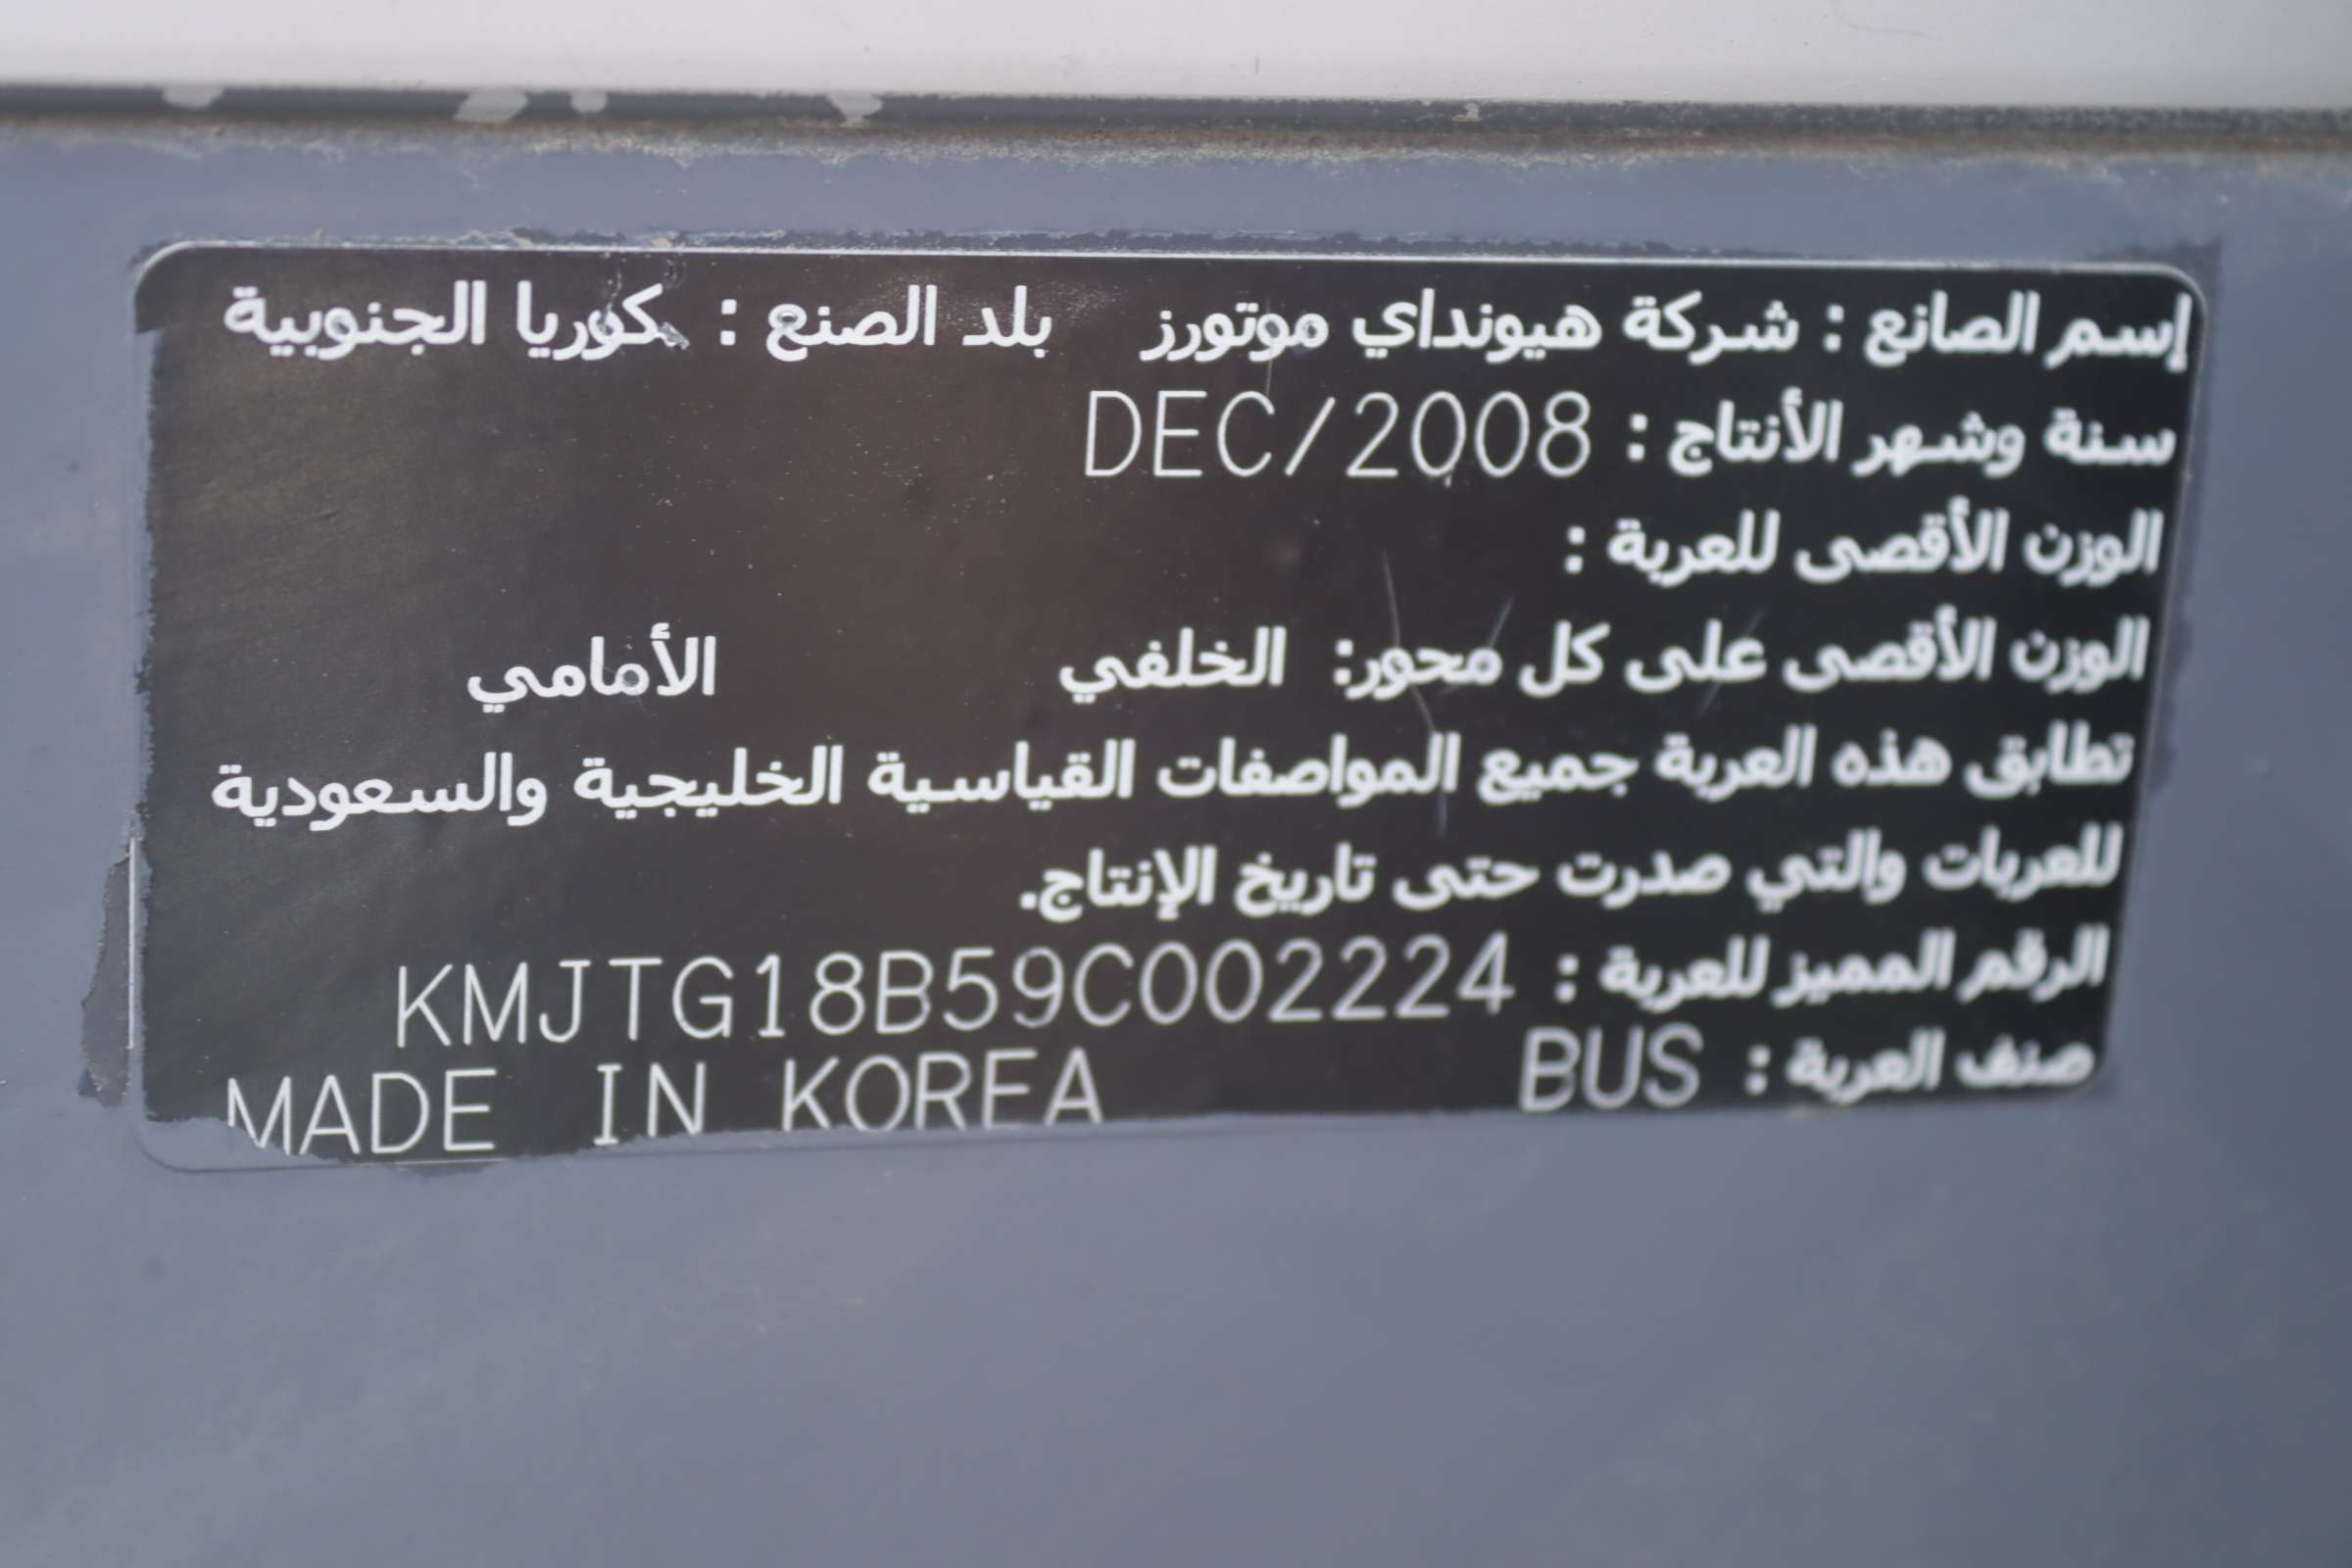 إسم الصانع : شركة هيونداي موتورز بلد الصنع : كوريا الجنوبية
سنة وشهر الأنتاج : DEC/2008
الوزن الأقصى للعربة :
الوزن الأقصى على كل محور: الخلفي الأمامي
تطابق هذه العربة جميع المواصفات القياسية الخليجية والسعودية
للعربات والتي صدرت حتى تاريخ الإنتاج.
الرقم المميز للعربة : KMJTG18B59C002224
صنف العربة : BUS MADE IN KOREA